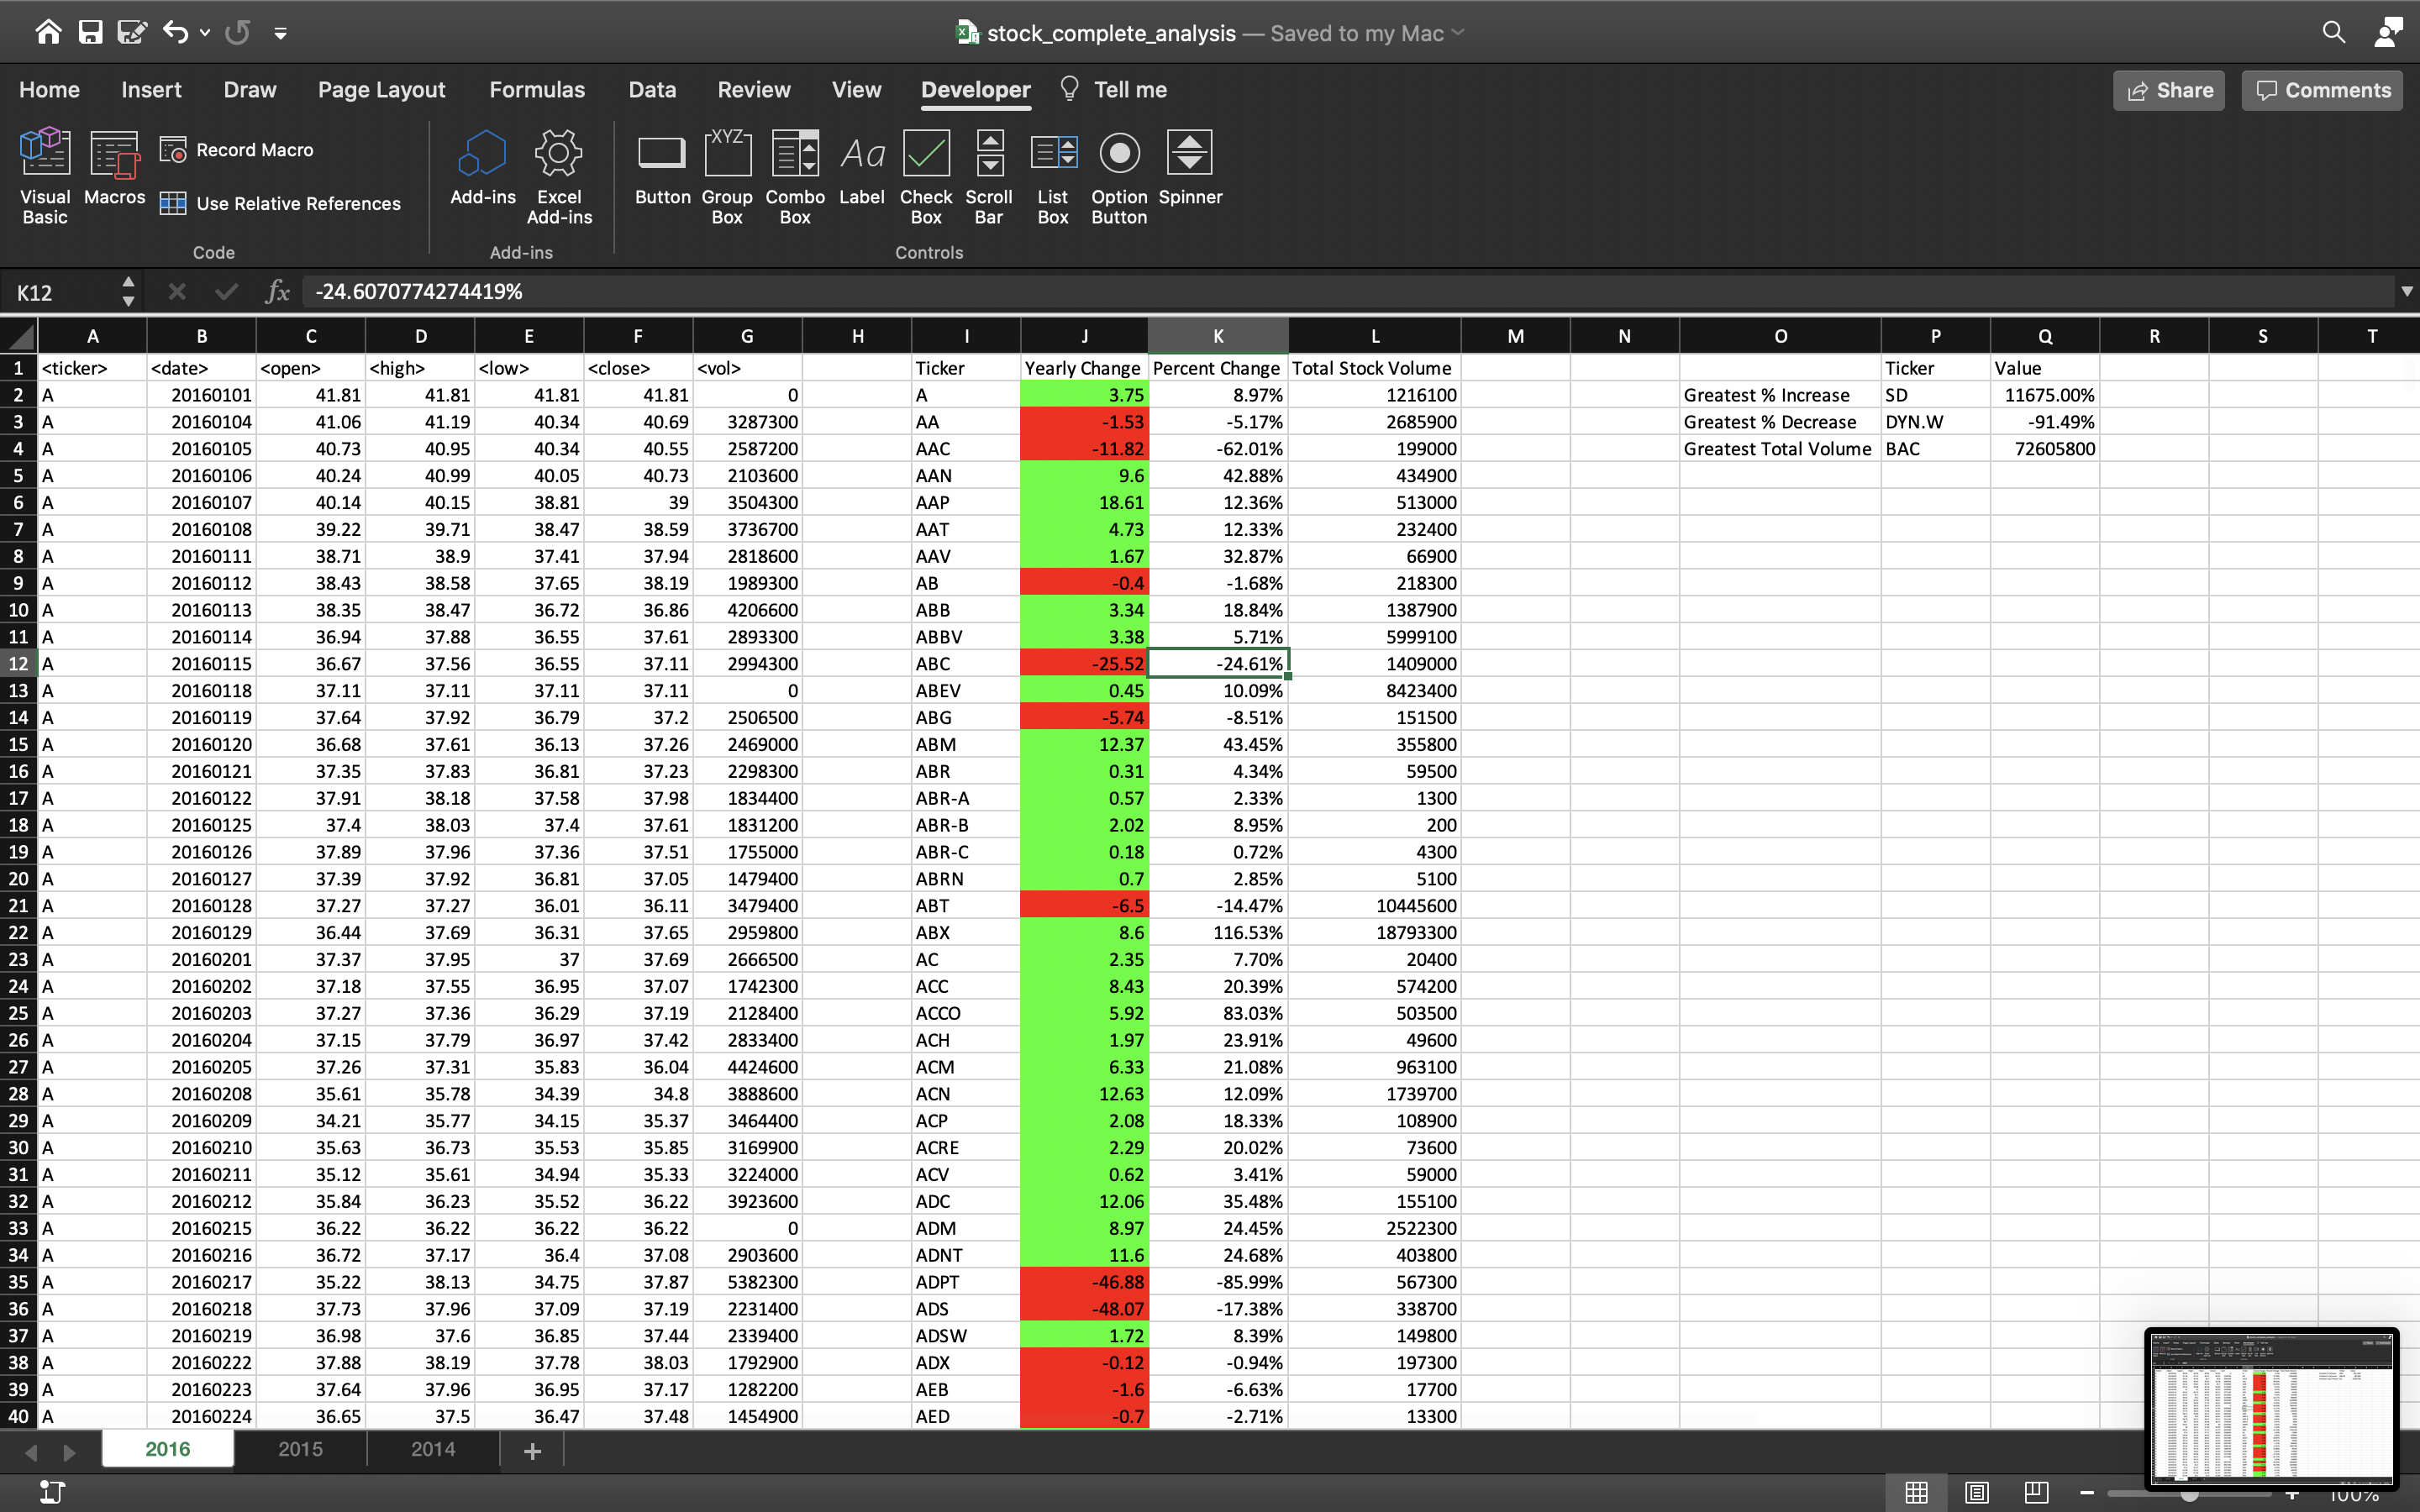 stock_complete_analysis — Saved to my Mac
Home Insert Draw Page Layout Formulas Data Review View Developer Tell me Share Comments
Visual Basic Macros Record Macro Use Relative References Add-ins Excel Add-ins Button Group Box Combo Box Label Check Box Scroll Bar List Box Option Button Spinner
Code Add-ins Controls
K12 fx -24.6070774274419%
A B C D E F G H I J K L M N O P Q R S T
1 <ticker> <date> <open> <high> <low> <close> <vol> Ticker Yearly Change Percent Change Total Stock Volume Ticker Value
2 A 20160101 41.81 41.81 41.81 41.81 0 A 3.75 8.97% 1216100 Greatest % Increase SD 11675.00%
3 A 20160104 41.06 41.19 40.34 40.69 3287300 AA -1.53 -5.17% 2685900 Greatest % Decrease DYN.W -91.49%
4 A 20160105 40.73 40.95 40.34 40.55 2587200 AAC -11.82 -62.01% 199000 Greatest Total Volume BAC 72605800
5 A 20160106 40.24 40.99 40.05 40.73 2103600 AAN 9.6 42.88% 434900
6 A 20160107 40.14 40.15 38.81 39 3504300 AAP 18.61 12.36% 513000
7 A 20160108 39.22 39.71 38.47 38.59 3736700 AAT 4.73 12.33% 232400
8 A 20160111 38.71 38.9 37.41 37.94 2818600 AAV 1.67 32.87% 66900
9 A 20160112 38.43 38.58 37.65 38.19 1989300 AB -0.4 -1.68% 218300
10 A 20160113 38.35 38.47 36.72 36.86 4206600 ABB 3.34 18.84% 1387900
11 A 20160114 36.94 37.88 36.55 37.61 2893300 ABBV 3.38 5.71% 5999100
12 A 20160115 36.67 37.56 36.55 37.11 2994300 ABC -25.52 -24.61% 1409000
13 A 20160118 37.11 37.11 37.11 37.11 0 ABEV 0.45 10.09% 8423400
14 A 20160119 37.64 37.92 36.79 37.2 2506500 ABG -5.74 -8.51% 151500
15 A 20160120 36.68 37.61 36.13 37.26 2469000 ABM 12.37 43.45% 355800
16 A 20160121 37.35 37.83 36.81 37.23 2298300 ABR 0.31 4.34% 59500
17 A 20160122 37.91 38.18 37.58 37.98 1834400 ABR-A 0.57 2.33% 1300
18 A 20160125 37.4 38.03 37.4 37.61 1831200 ABR-B 2.02 8.95% 200
19 A 20160126 37.89 37.96 37.36 37.51 1755000 ABR-C 0.18 0.72% 4300
20 A 20160127 37.39 37.92 36.81 37.05 1479400 ABRN 0.7 2.85% 5100
21 A 20160128 37.27 37.27 36.01 36.11 3479400 ABT -6.5 -14.47% 10445600
22 A 20160129 36.44 37.69 36.31 37.65 2959800 ABX 8.6 116.53% 18793300
23 A 20160201 37.37 37.95 37 37.69 2666500 AC 2.35 7.70% 20400
24 A 20160202 37.18 37.55 36.95 37.07 1742300 ACC 8.43 20.39% 574200
25 A 20160203 37.27 37.36 36.29 37.19 2128400 ACCO 5.92 83.03% 503500
26 A 20160204 37.15 37.79 36.97 37.42 2833400 ACH 1.97 23.91% 49600
27 A 20160205 37.26 37.31 35.83 36.04 4424600 ACM 6.33 21.08% 963100
28 A 20160208 35.61 35.78 34.39 34.8 3888600 ACN 12.63 12.09% 1739700
29 A 20160209 34.21 35.77 34.15 35.37 3464400 ACP 2.08 18.33% 108900
30 A 20160210 35.63 36.73 35.53 35.85 3169900 ACRE 2.29 20.02% 73600
31 A 20160211 35.12 35.61 34.94 35.33 3224000 ACV 0.62 3.41% 59000
32 A 20160212 35.84 36.23 35.52 36.22 3923600 ADC 12.06 35.48% 155100
33 A 20160215 36.22 36.22 36.22 36.22 0 ADM 8.97 24.45% 2522300
34 A 20160216 36.72 37.17 36.4 37.08 2903600 ADNT 11.6 24.68% 403800
35 A 20160217 35.22 38.13 34.75 37.87 5382300 ADPT -46.88 -85.99% 567300
36 A 20160218 37.73 37.96 37.09 37.19 2231400 ADS -48.07 -17.38% 338700
37 A 20160219 36.98 37.6 36.85 37.44 2339400 ADSW 1.72 8.39% 149800
38 A 20160222 37.88 38.19 37.78 38.03 1792900 ADX -0.12 -0.94% 197300
39 A 20160223 37.64 37.96 36.95 37.17 1282200 AEB -1.6 -6.63% 17700
40 A 20160224 36.65 37.5 36.47 37.48 1454900 AED -0.7 -2.71% 13300
2016 2015 2014 +
100%